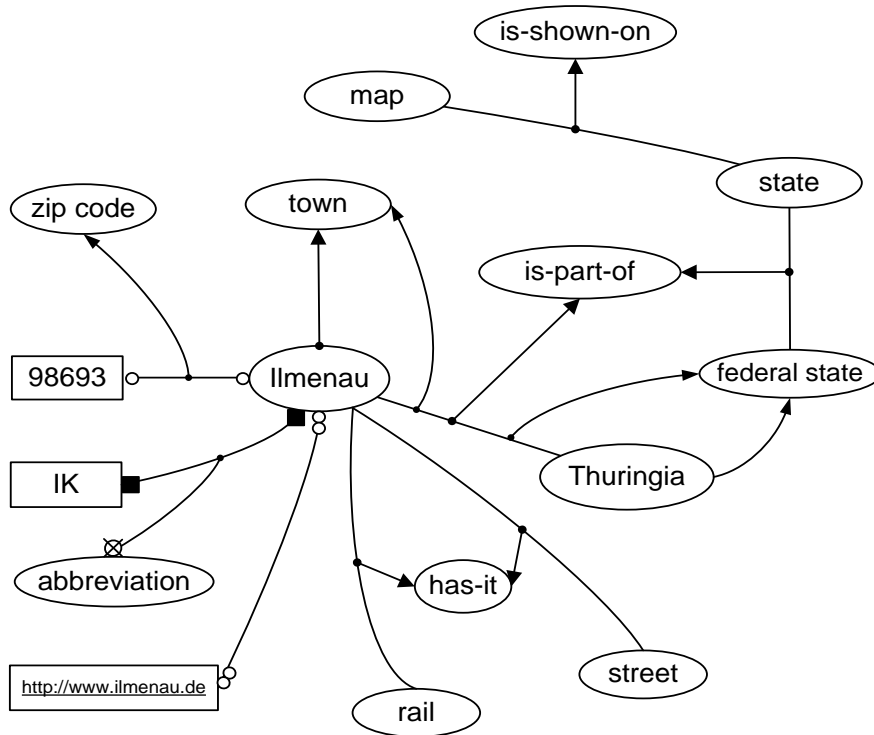 is-shown-on
map
state
zip code
town
is-part-of
98693
Ilmenau
federal state
IK
Thuringia
abbreviation
has-it
http://www.ilmenau.de
street
rail